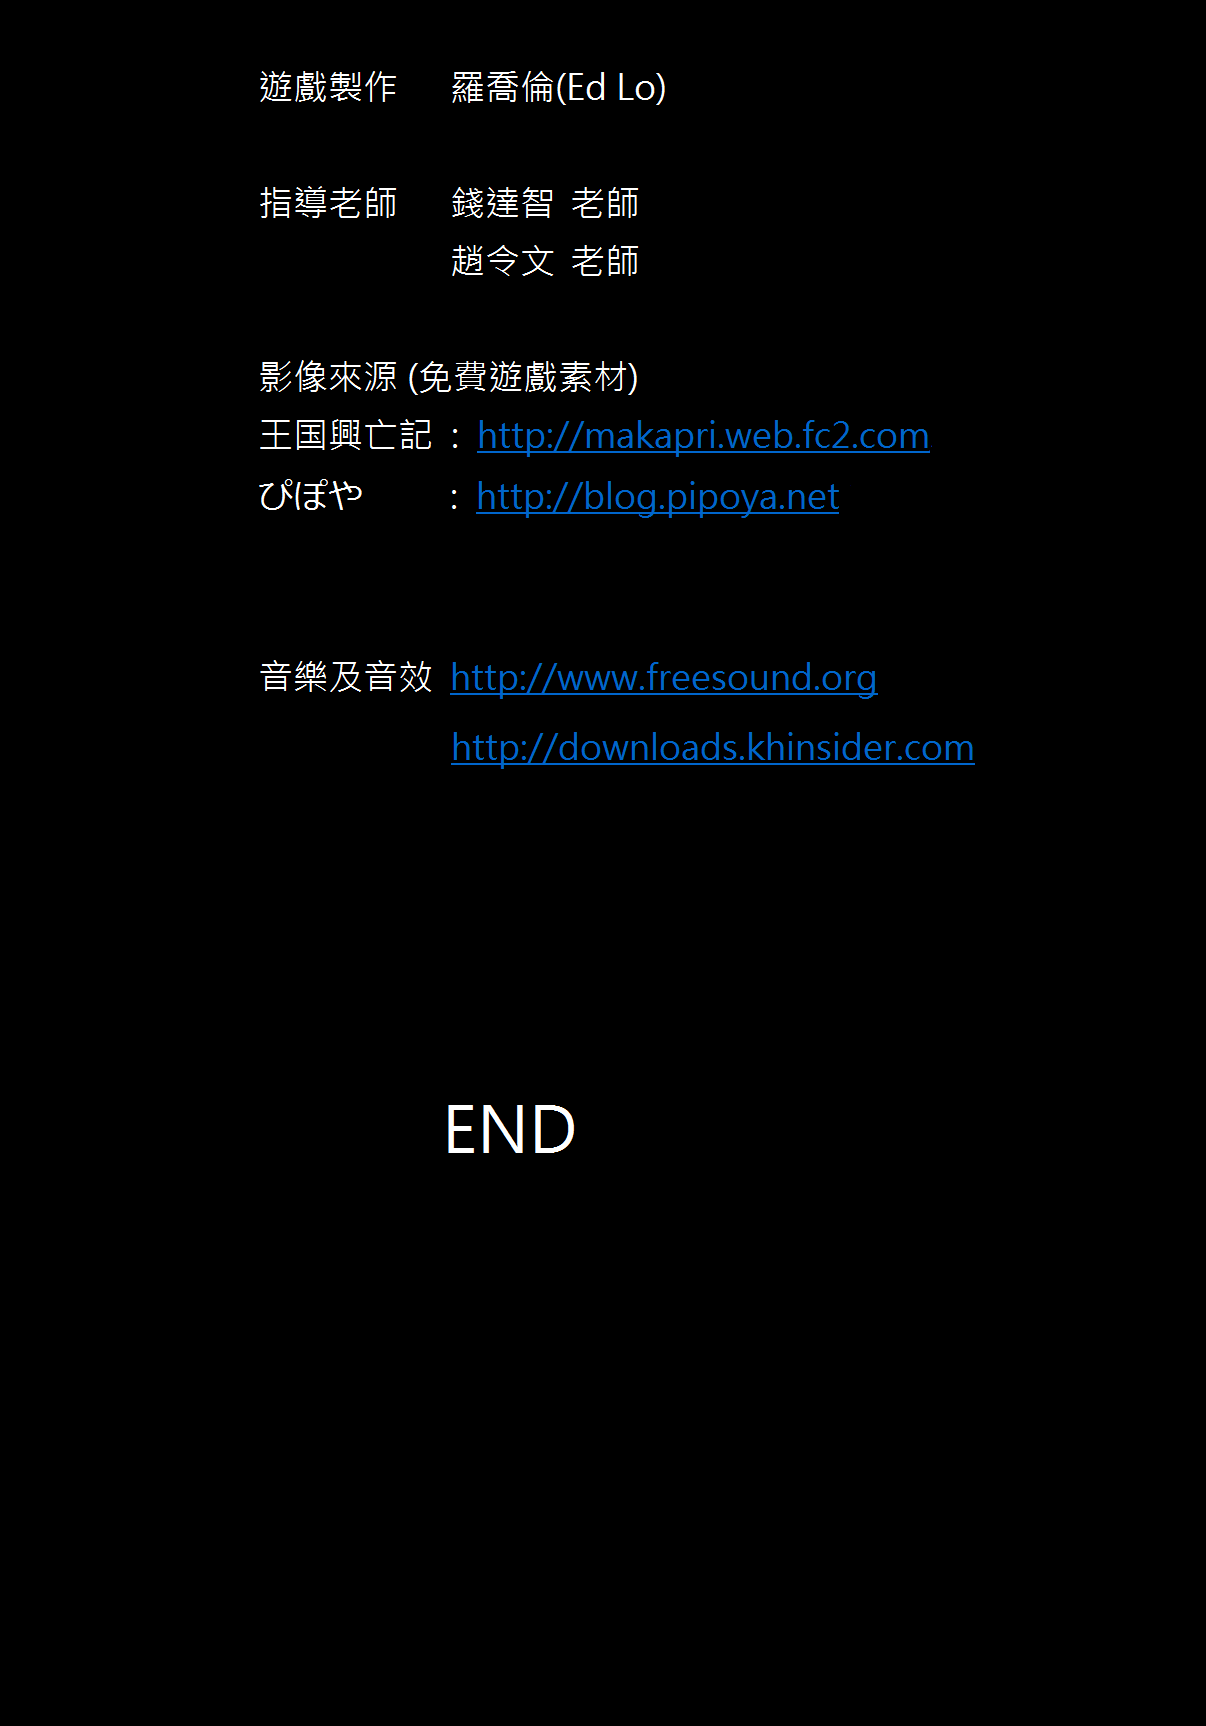 遊戲製作 羅喬倫(Ed Lo)
指導老師 錢達智 老師
趙令文 老師
影像來源 (免費遊戲素材)
王国興亡記 : http://makapri.web.fc2.com
ぴぽや : http://blog.pipoya.net
音樂及音效 http://www.freesound.org
http://downloads.khinsider.com
END